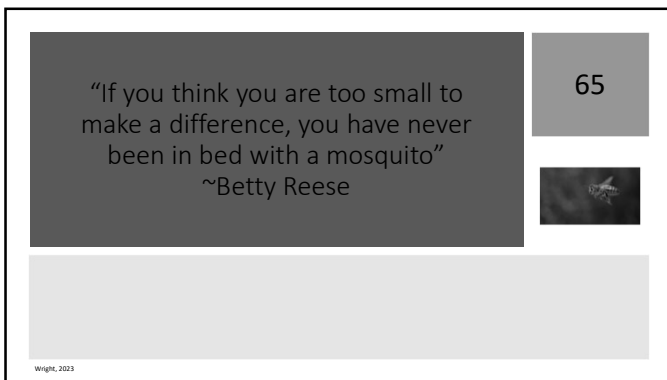 “If you think you are too small to
make a difference, you have never
been in bed with a mosquito”
~Betty Reese
65
Wright, 2023